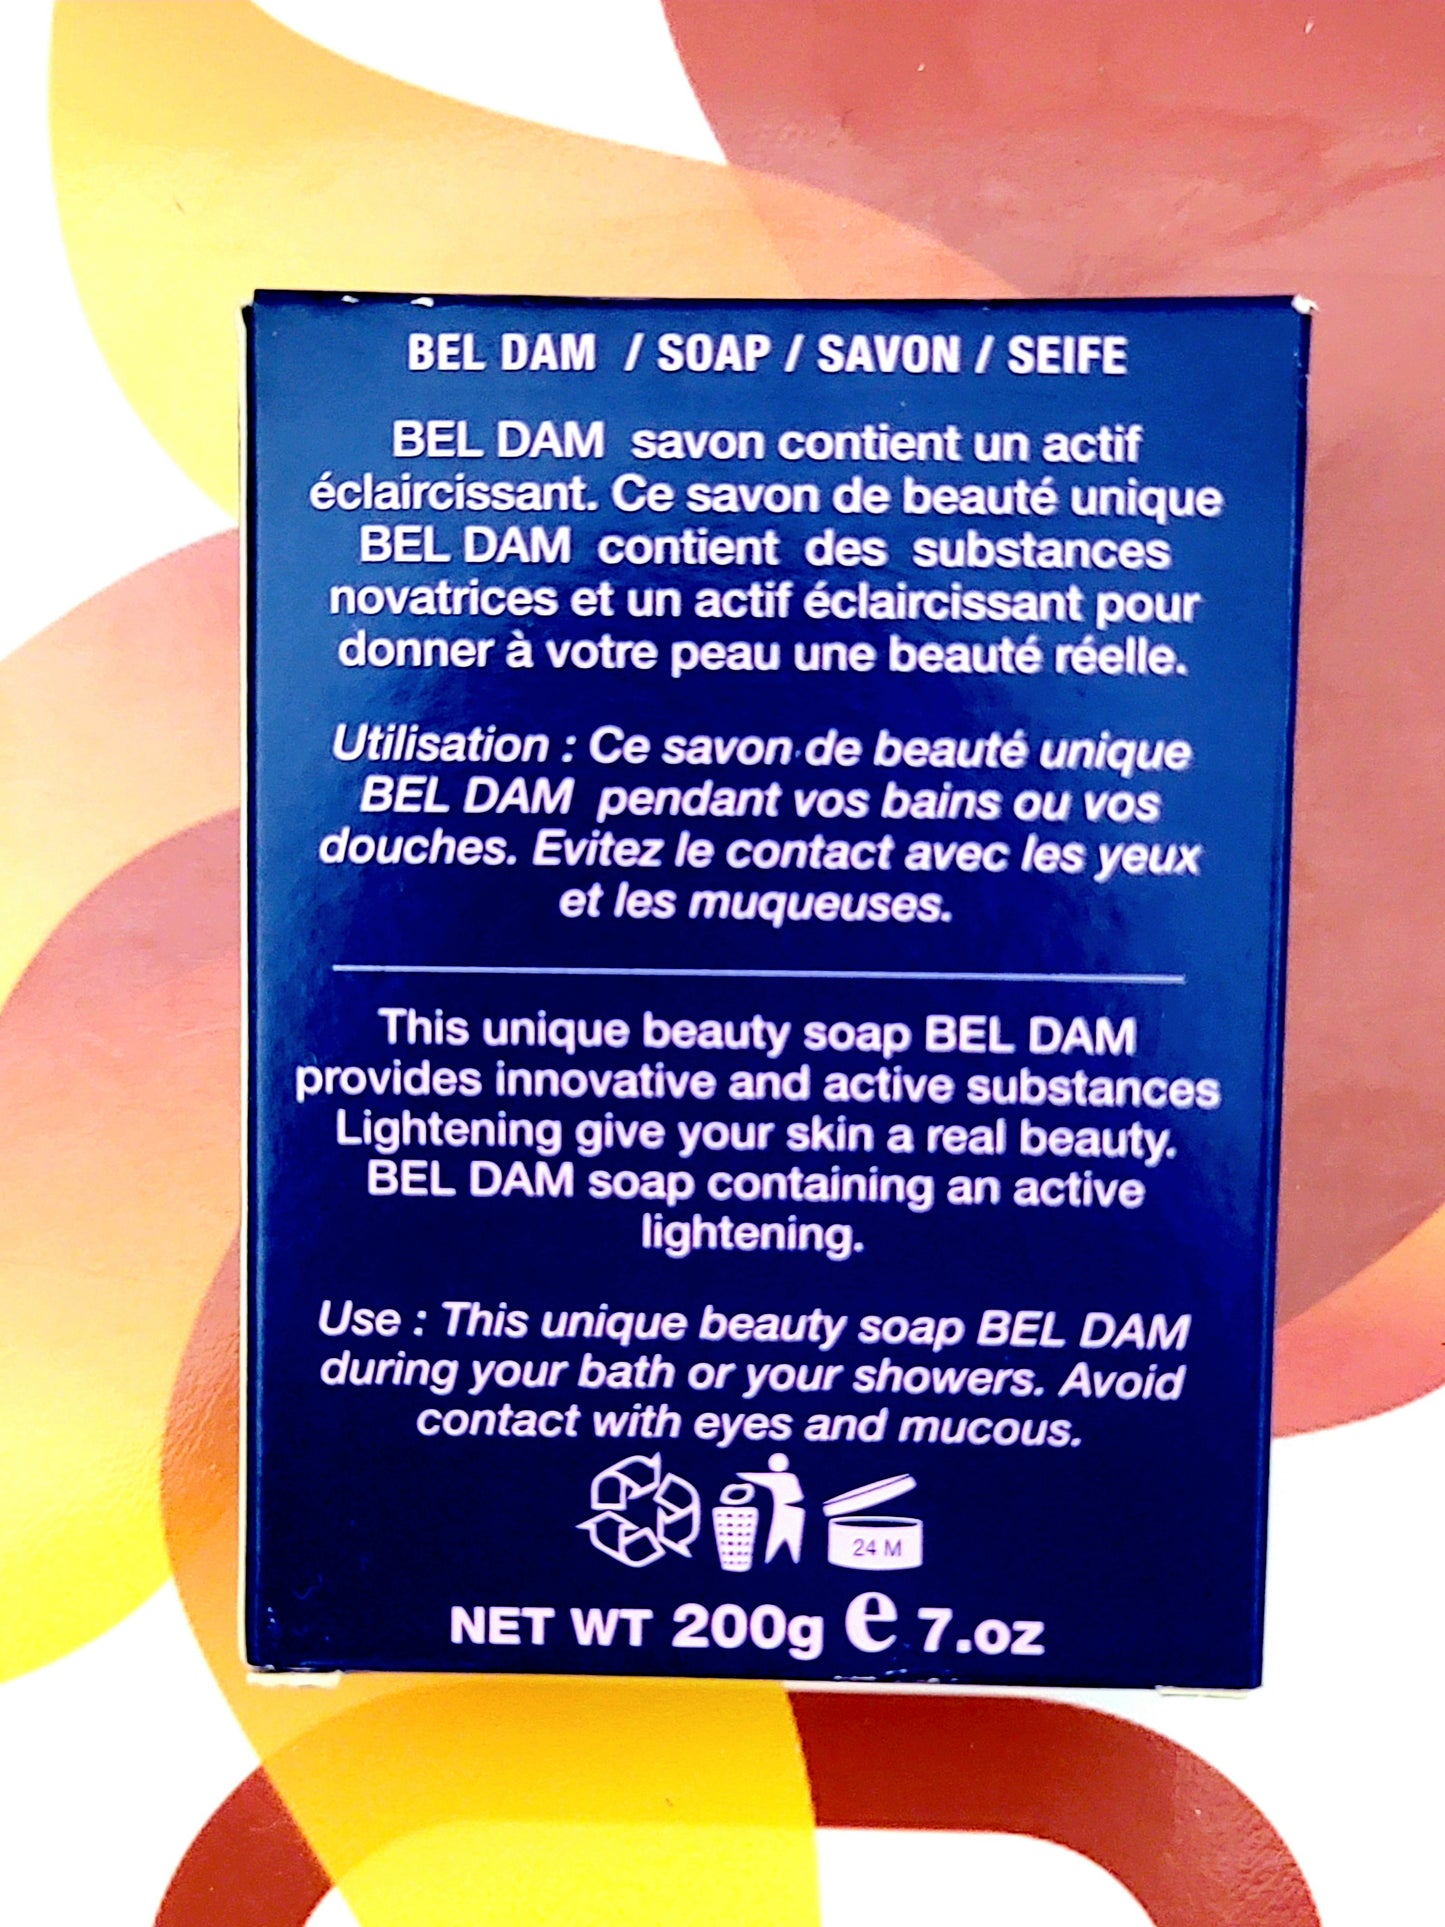 BEL DAM / SOAP / SAVON / SEIFE
BEL DAM savon contient un actif
éclaircissant. Ce savon de beauté unique
BEL DAM contient des substances
novatrices et un actif éclaircissant pour
donner à votre peau une beauté réelle.
Utilisation : Ce savon de beauté unique
BEL DAM pendant vos bains ou vos
douches. Evitez le contact avec les yeux
et les muqueuses.
This unique beauty soap BEL DAM
provides innovative and active substances
Lightening give your skin a real beauty.
BEL DAM soap containing an active
lightening.
Use : This unique beauty soap BEL DAM
during your bath or your showers. Avoid
contact with eyes and mucous.
24 M
NET WT 200g e 7.oz